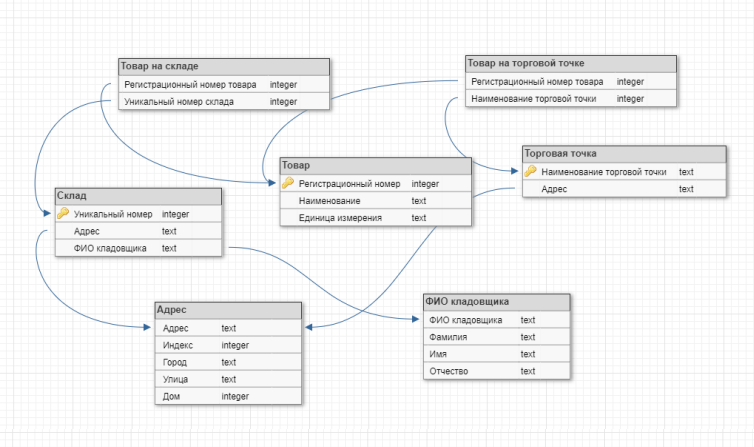 Товар на складе
Регистрационный номер товара integer
Уникальный номер склада integer
Товар на торговой точке
Регистрационный номер товара integer
Наименование торговой точки integer
Товар
Регистрационный номер integer
Наименование text
Единица измерения text
Торговая точка
Наименование торговой точки text
Адрес text
Склад
Уникальный номер integer
Адрес text
ФИО кладовщика text
Адрес
Адрес text
Индекс integer
Город text
Улица text
Дом integer
ФИО кладовщика
ФИО кладовщика text
Фамилия text
Имя text
Отчество text